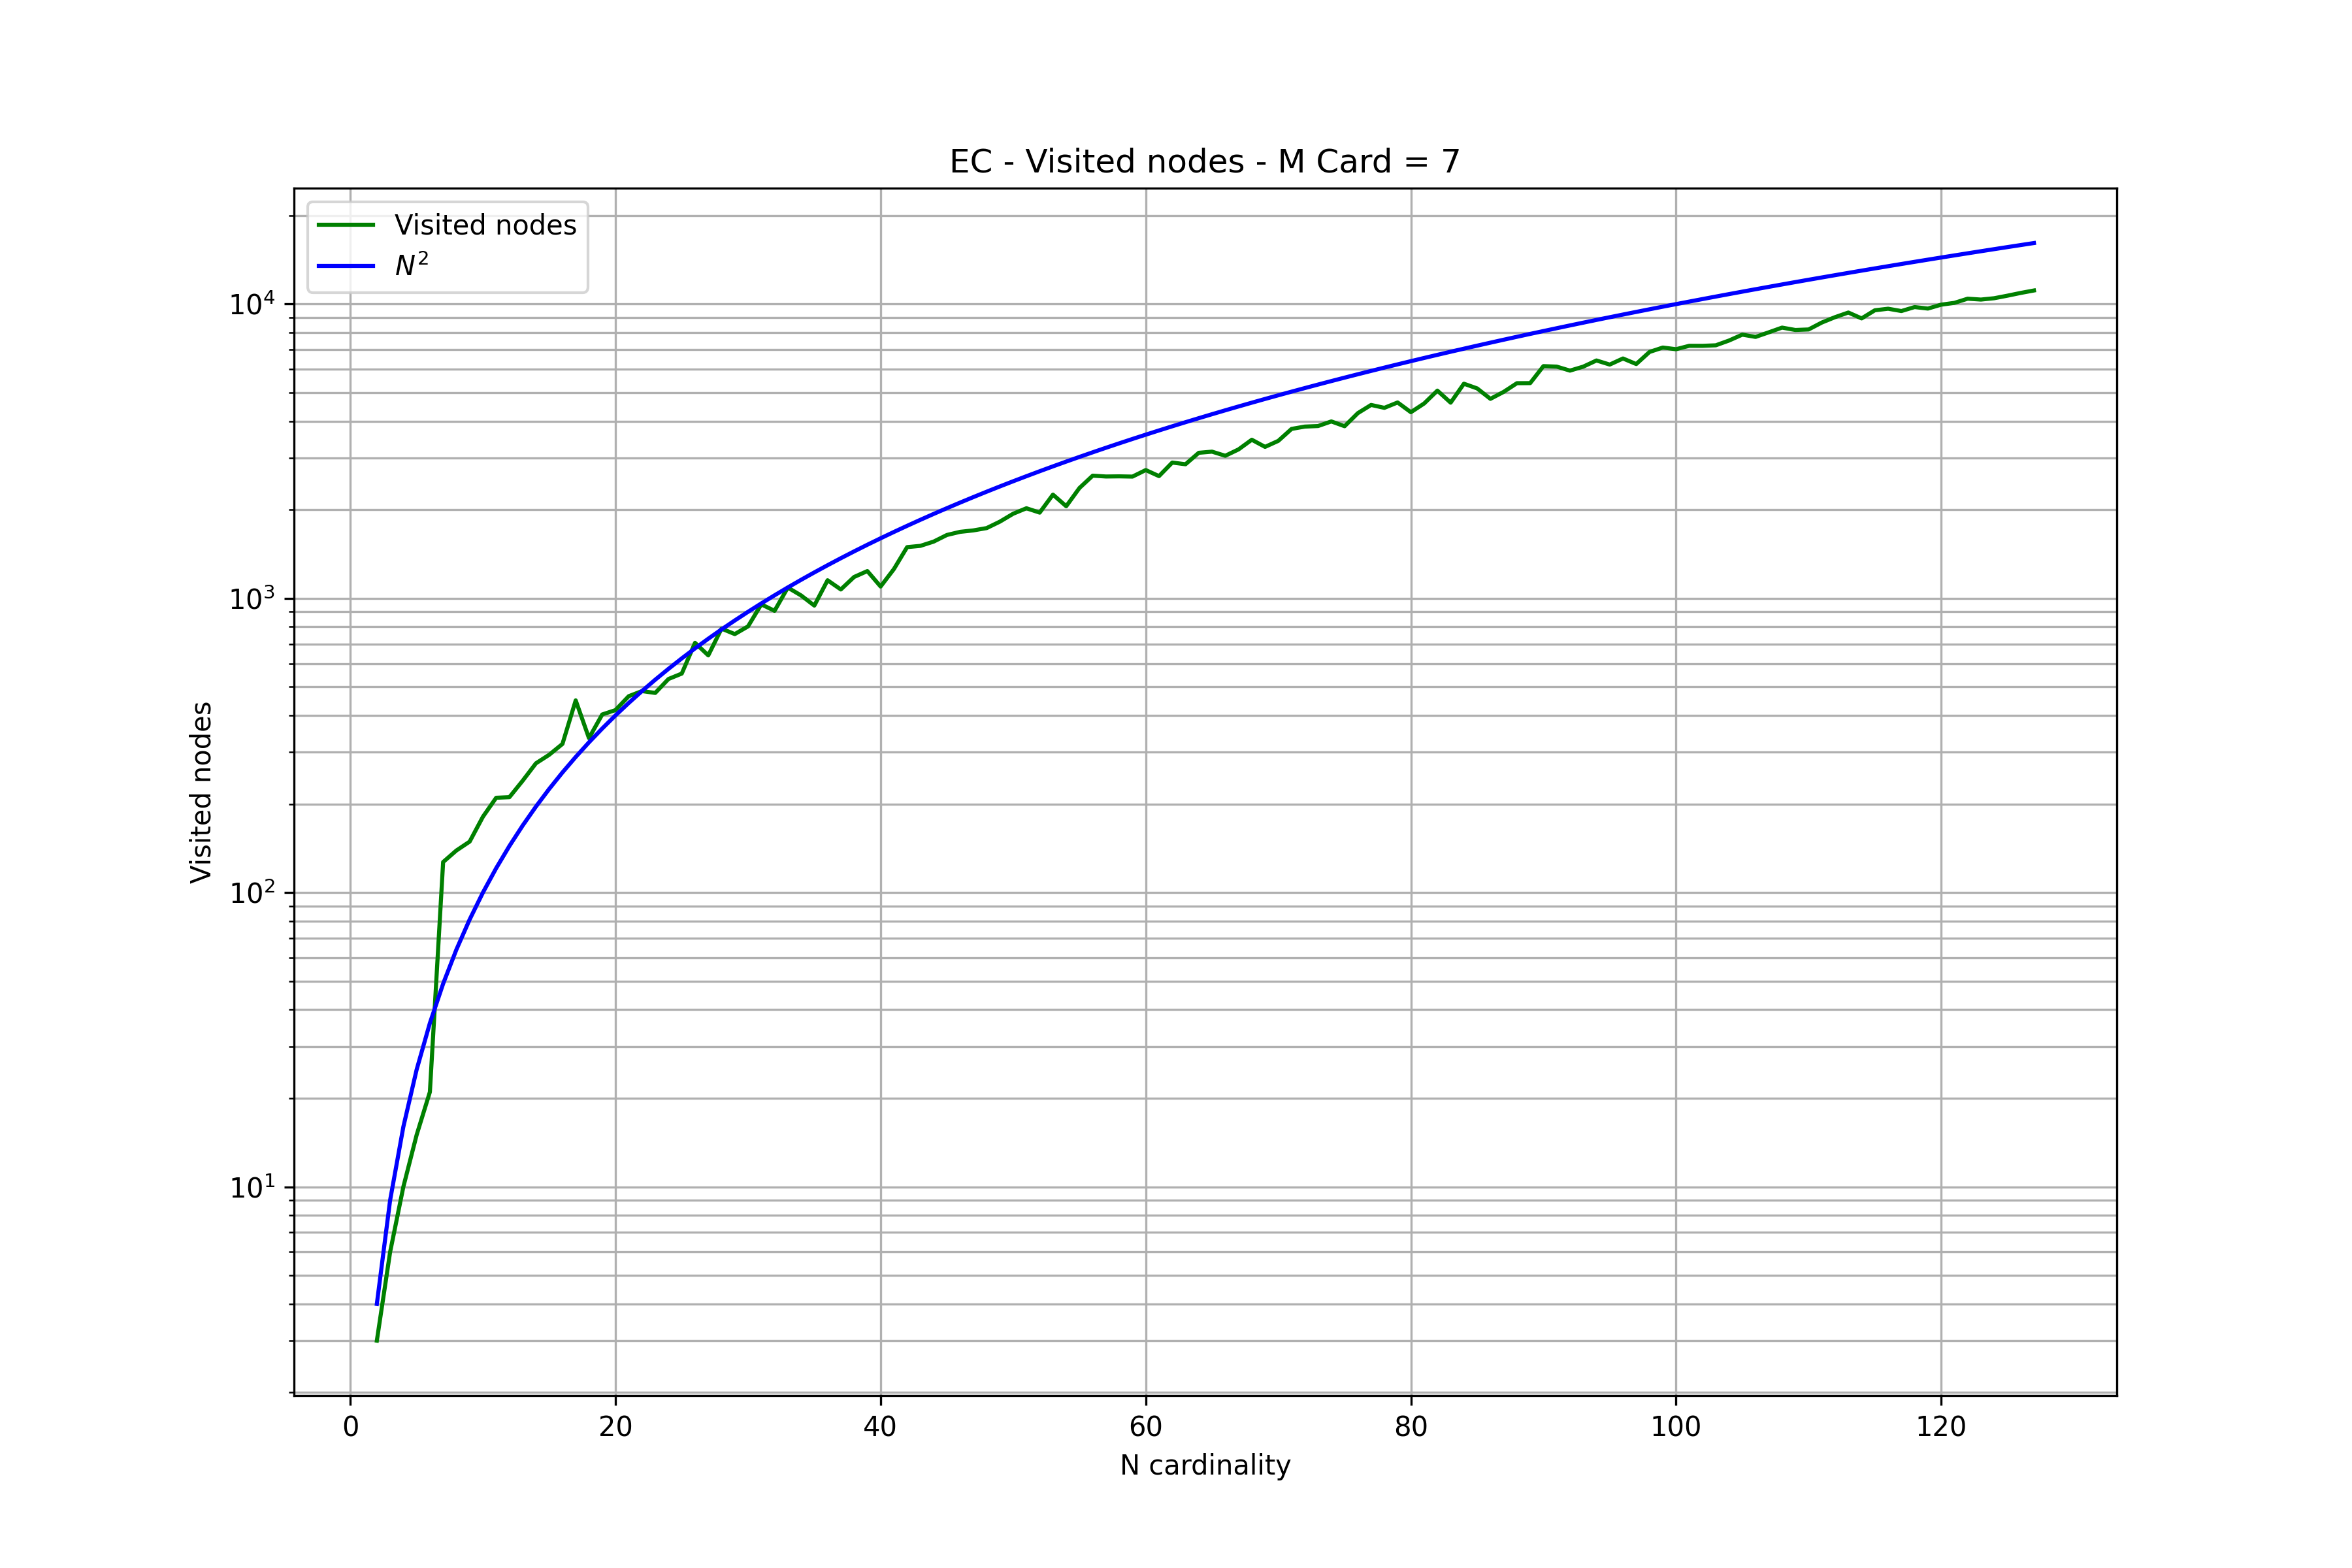 EC - Visited nodes - M Card = 7
Visited nodes
N²
10⁴
10³
10²
10¹
Visited nodes
0 20 40 60 80 100 120
N cardinality